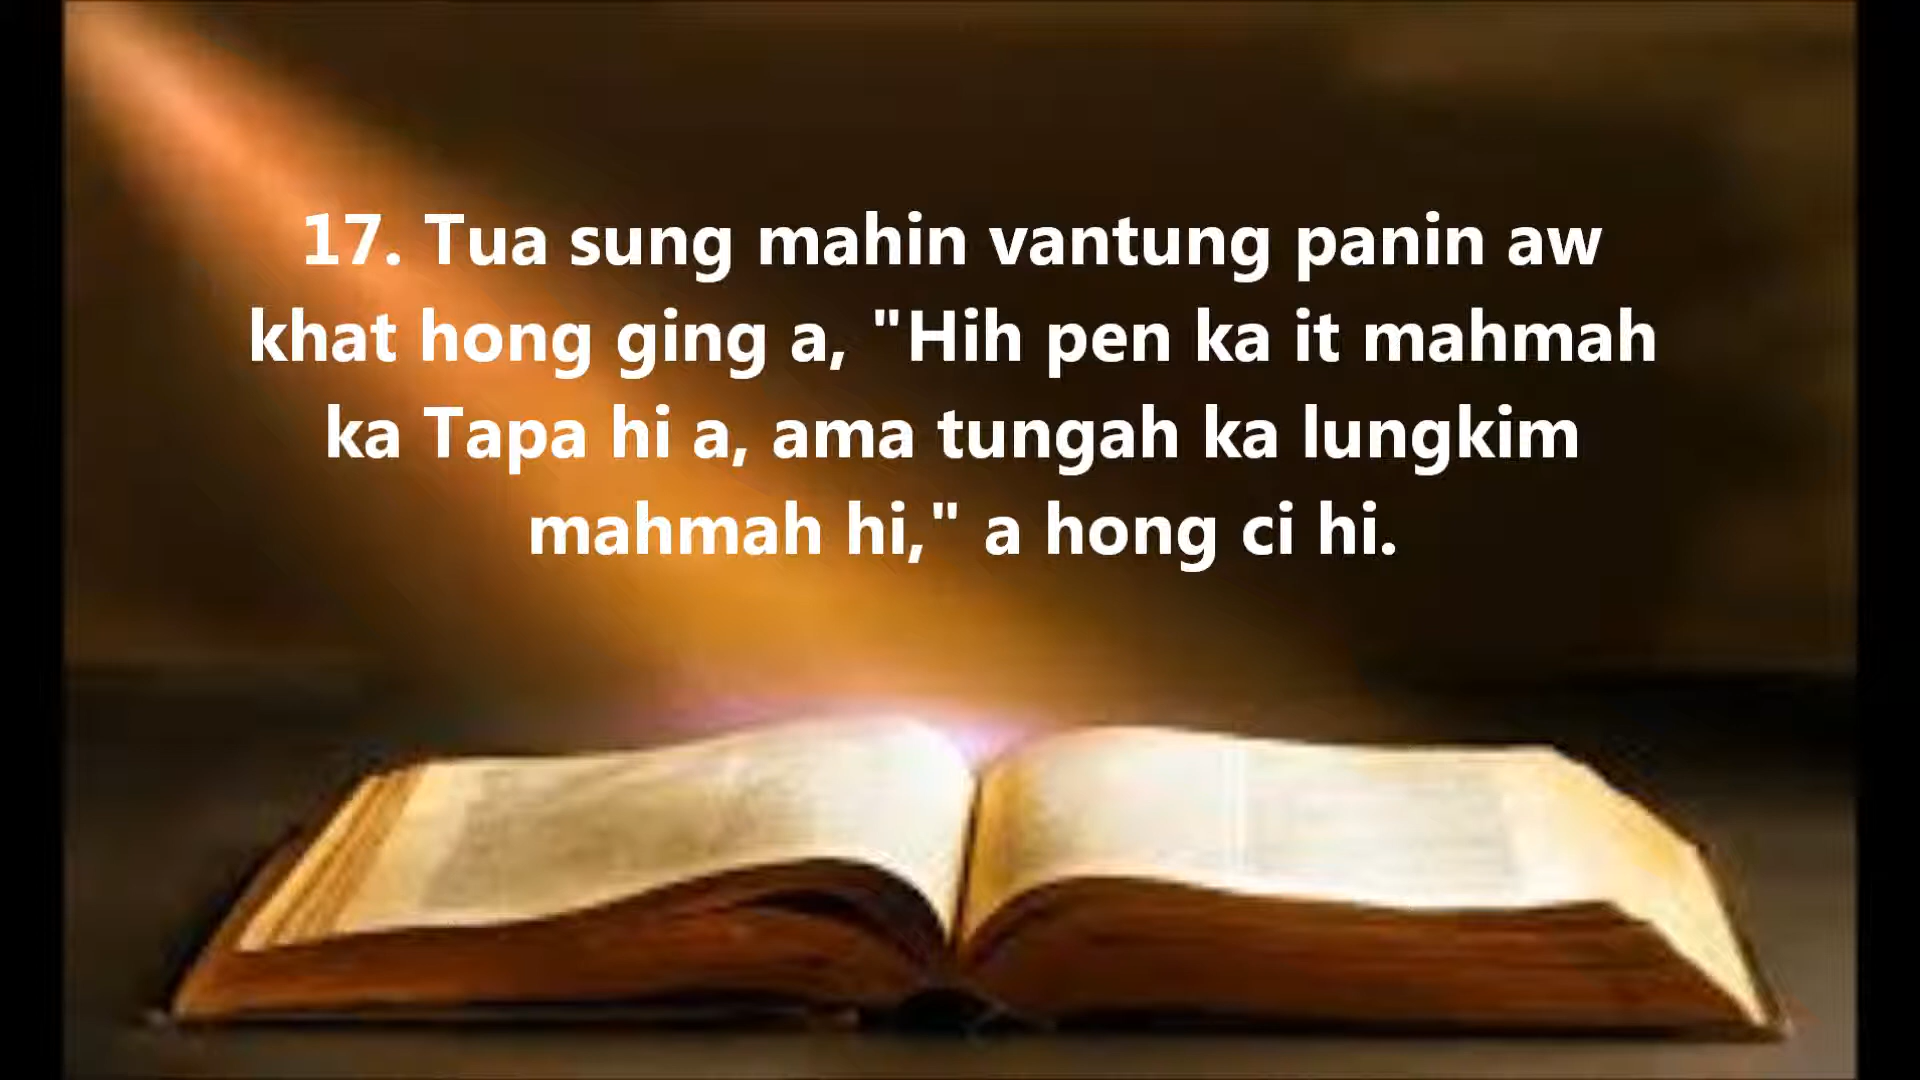 17. Tua sung mahin vantung panin aw
khat hong ging a, "Hih pen ka it mahmah
ka Tapa hi a, ama tungah ka lungkim
mahmah hi," a hong ci hi.